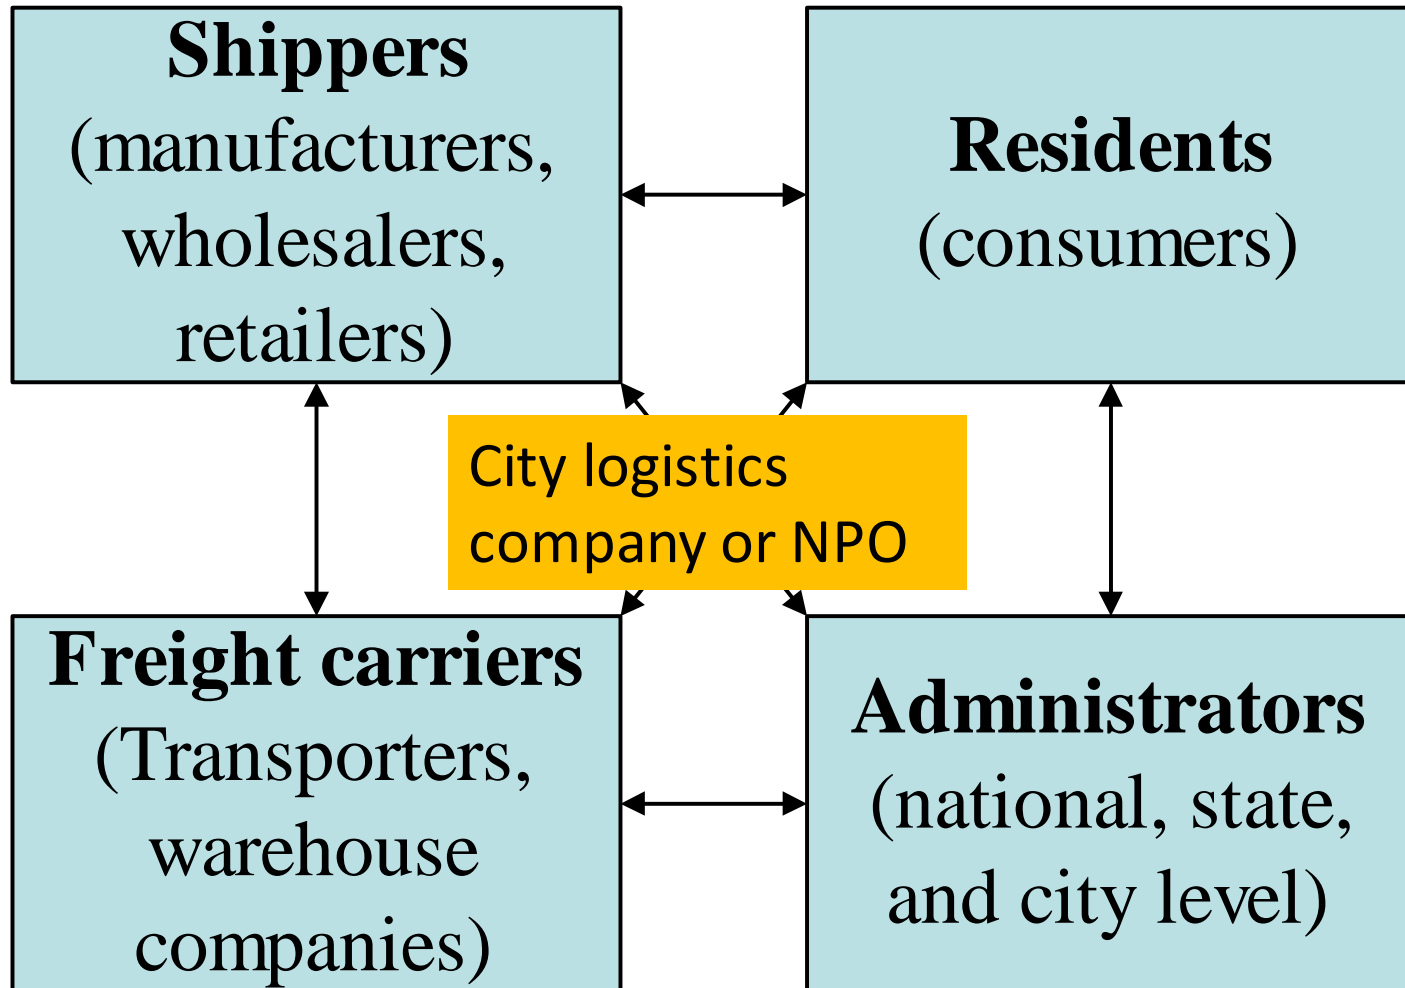 Shippers
(manufacturers,
wholesalers,
retailers)
Residents
(consumers)
City logistics
company or NPO
Freight carriers
(Transporters,
warehouse
companies)
Administrators
(national, state,
and city level)